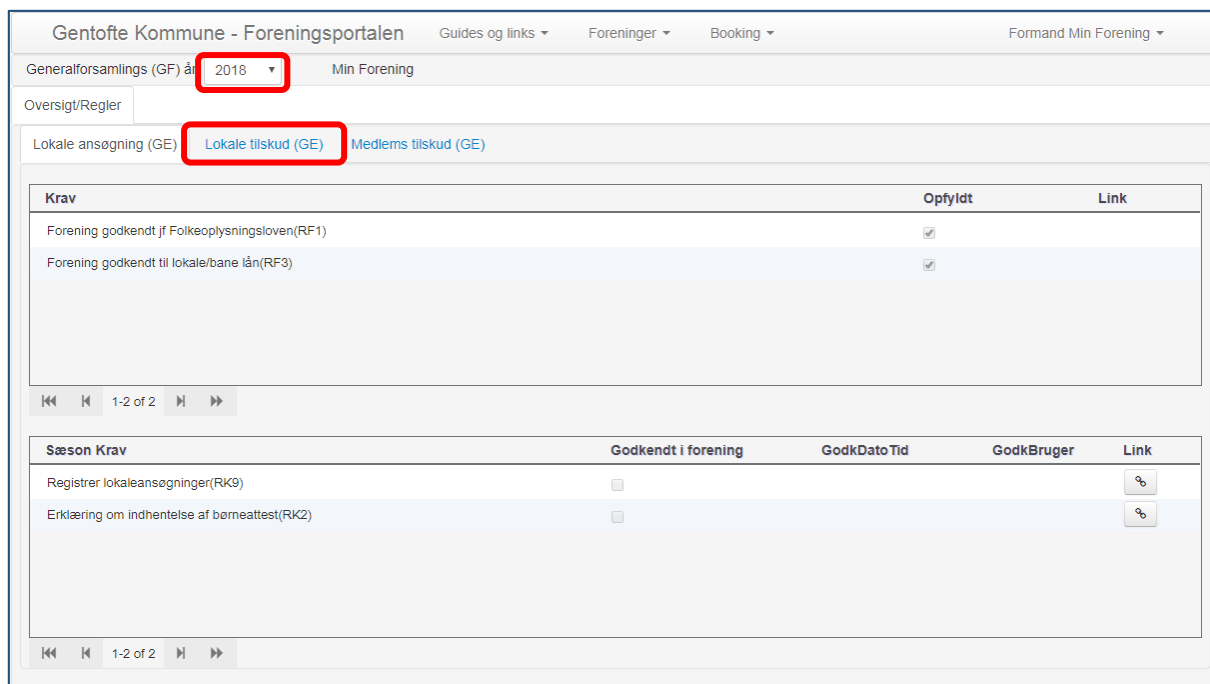 Gentofte Kommune - Foreningsportalen Guides og links Foreninger Booking Formand Min Forening
Generalforsamlings (GF) år 2018 Min Forening
Oversigt/Regler
Lokale ansøgning (GE) Lokale tilskud (GE) Medlems tilskud (GE)
Krav Opfyldt Link
Forening godkendt jf Folkeoplysningsloven(RF1)
Forening godkendt til lokale/bane lån(RF3)
1-2 of 2
Sæson Krav Godkendt i forening GodkDatoTid GodkBruger Link
Registrer lokaleansøgninger(RK9)
Erklæring om indhentelse af børneattest(RK2)
1-2 of 2